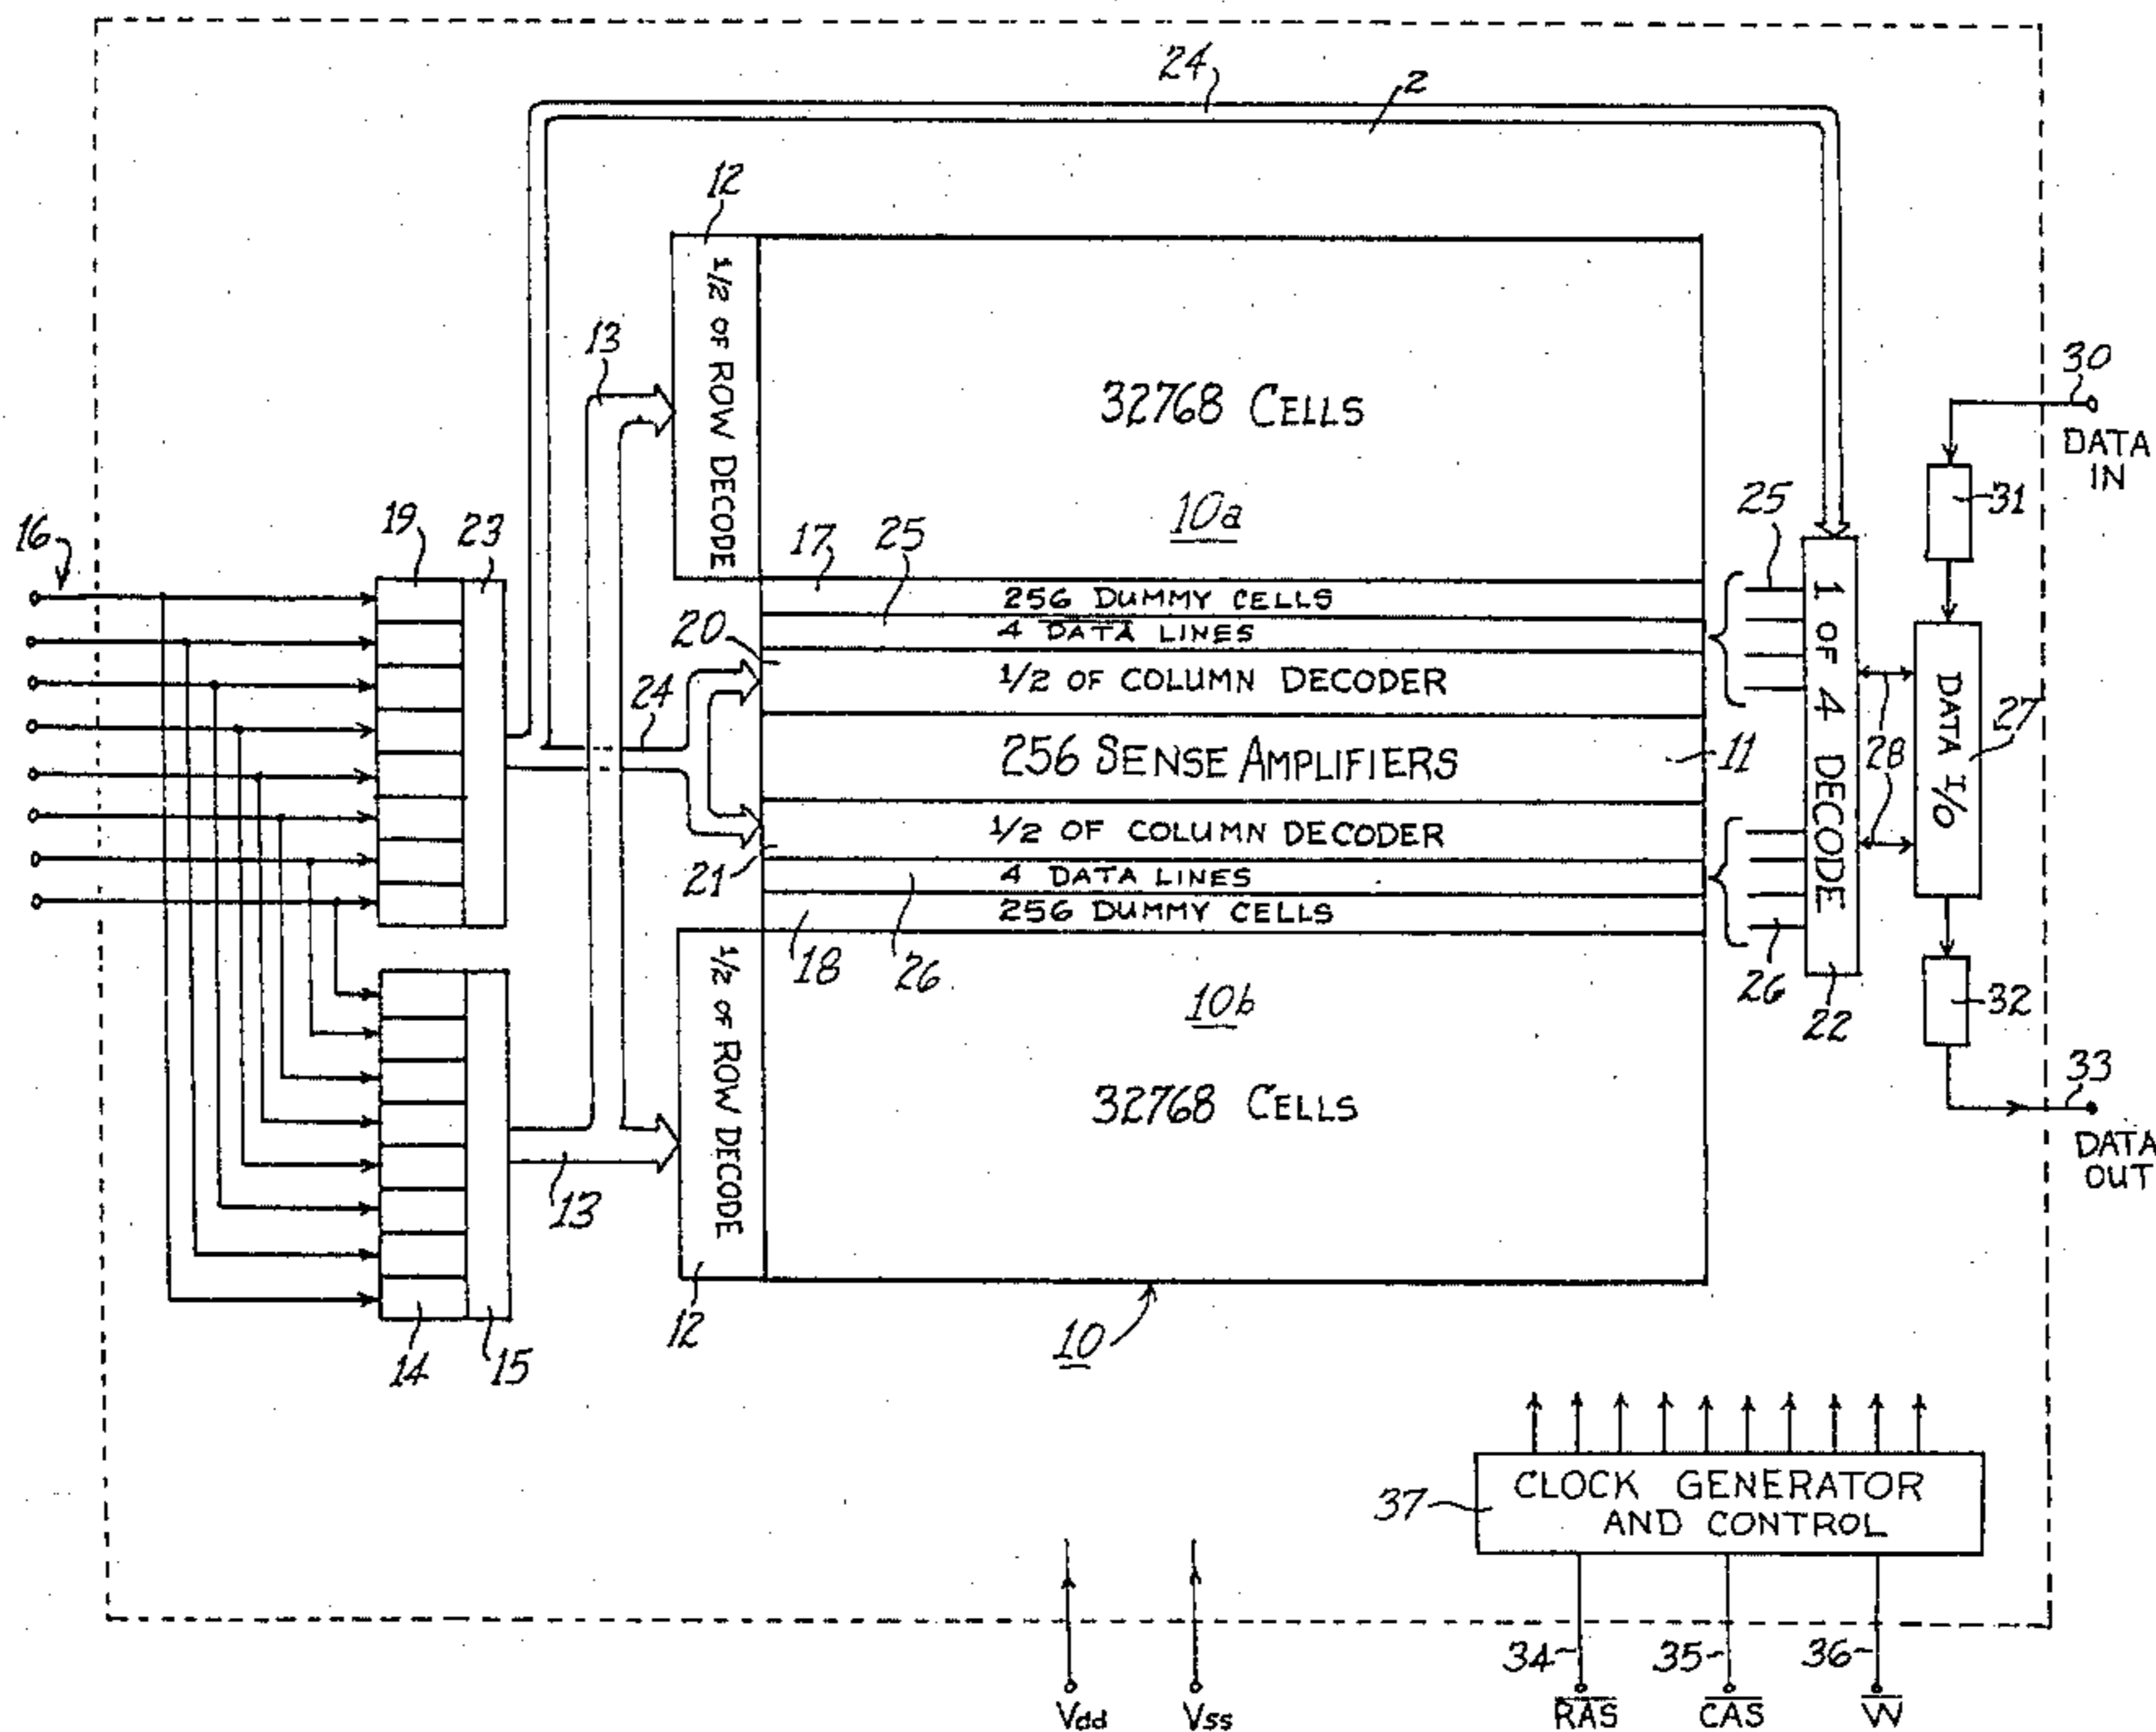 24
2
12
1/2 OF ROW DECODE
13
32768 CELLS
10a
30
DATA
IN
31
16
19
23
17
25
25
256 DUMMY CELLS
20
4 D̅A̅T̅A̅ LINES
1/2 OF COLUMN DECODER
24
256 SENSE AMPLIFIERS
11
1 OF 4 DECODE
28
DATA I/O
27
1/2 OF COLUMN DECODER
21
4 DATA LINES
256 DUMMY CELLS
18
26
26
22
32
10b
1/2 OF ROW DECODE
32768 CELLS
33
DATA
OUT
13
14
15
12
10
37
CLOCK GENERATOR
AND CONTROL
34
35
36
Vdd
Vss
R̅A̅S̅
C̅A̅S̅
W̅